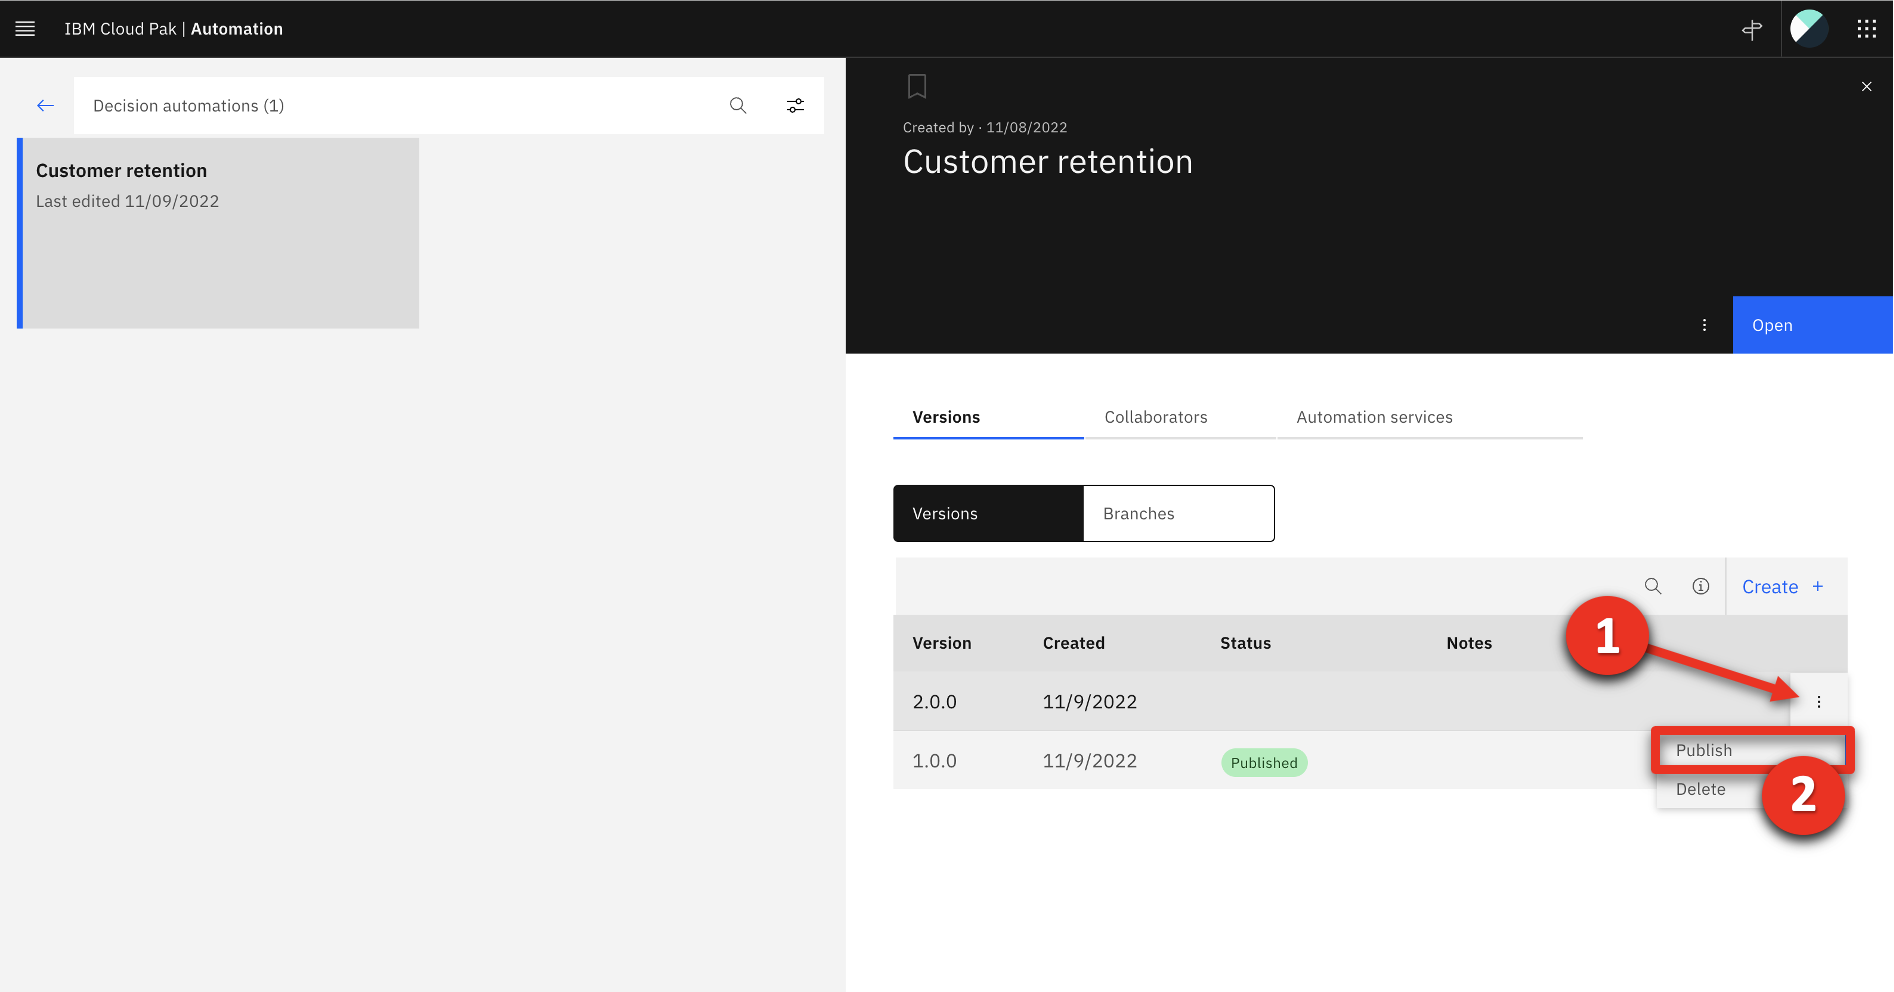 IBM Cloud Pak | Automation
Decision automations (1)
Customer retention
Last edited 11/09/2022
Created by · 11/08/2022
Customer retention
Open
Versions
Collaborators
Automation services
Versions
Branches
Create +
Version
Created
Status
Notes
1
2.0.0
11/9/2022
1.0.0
11/9/2022
Published
Publish
Delete
2